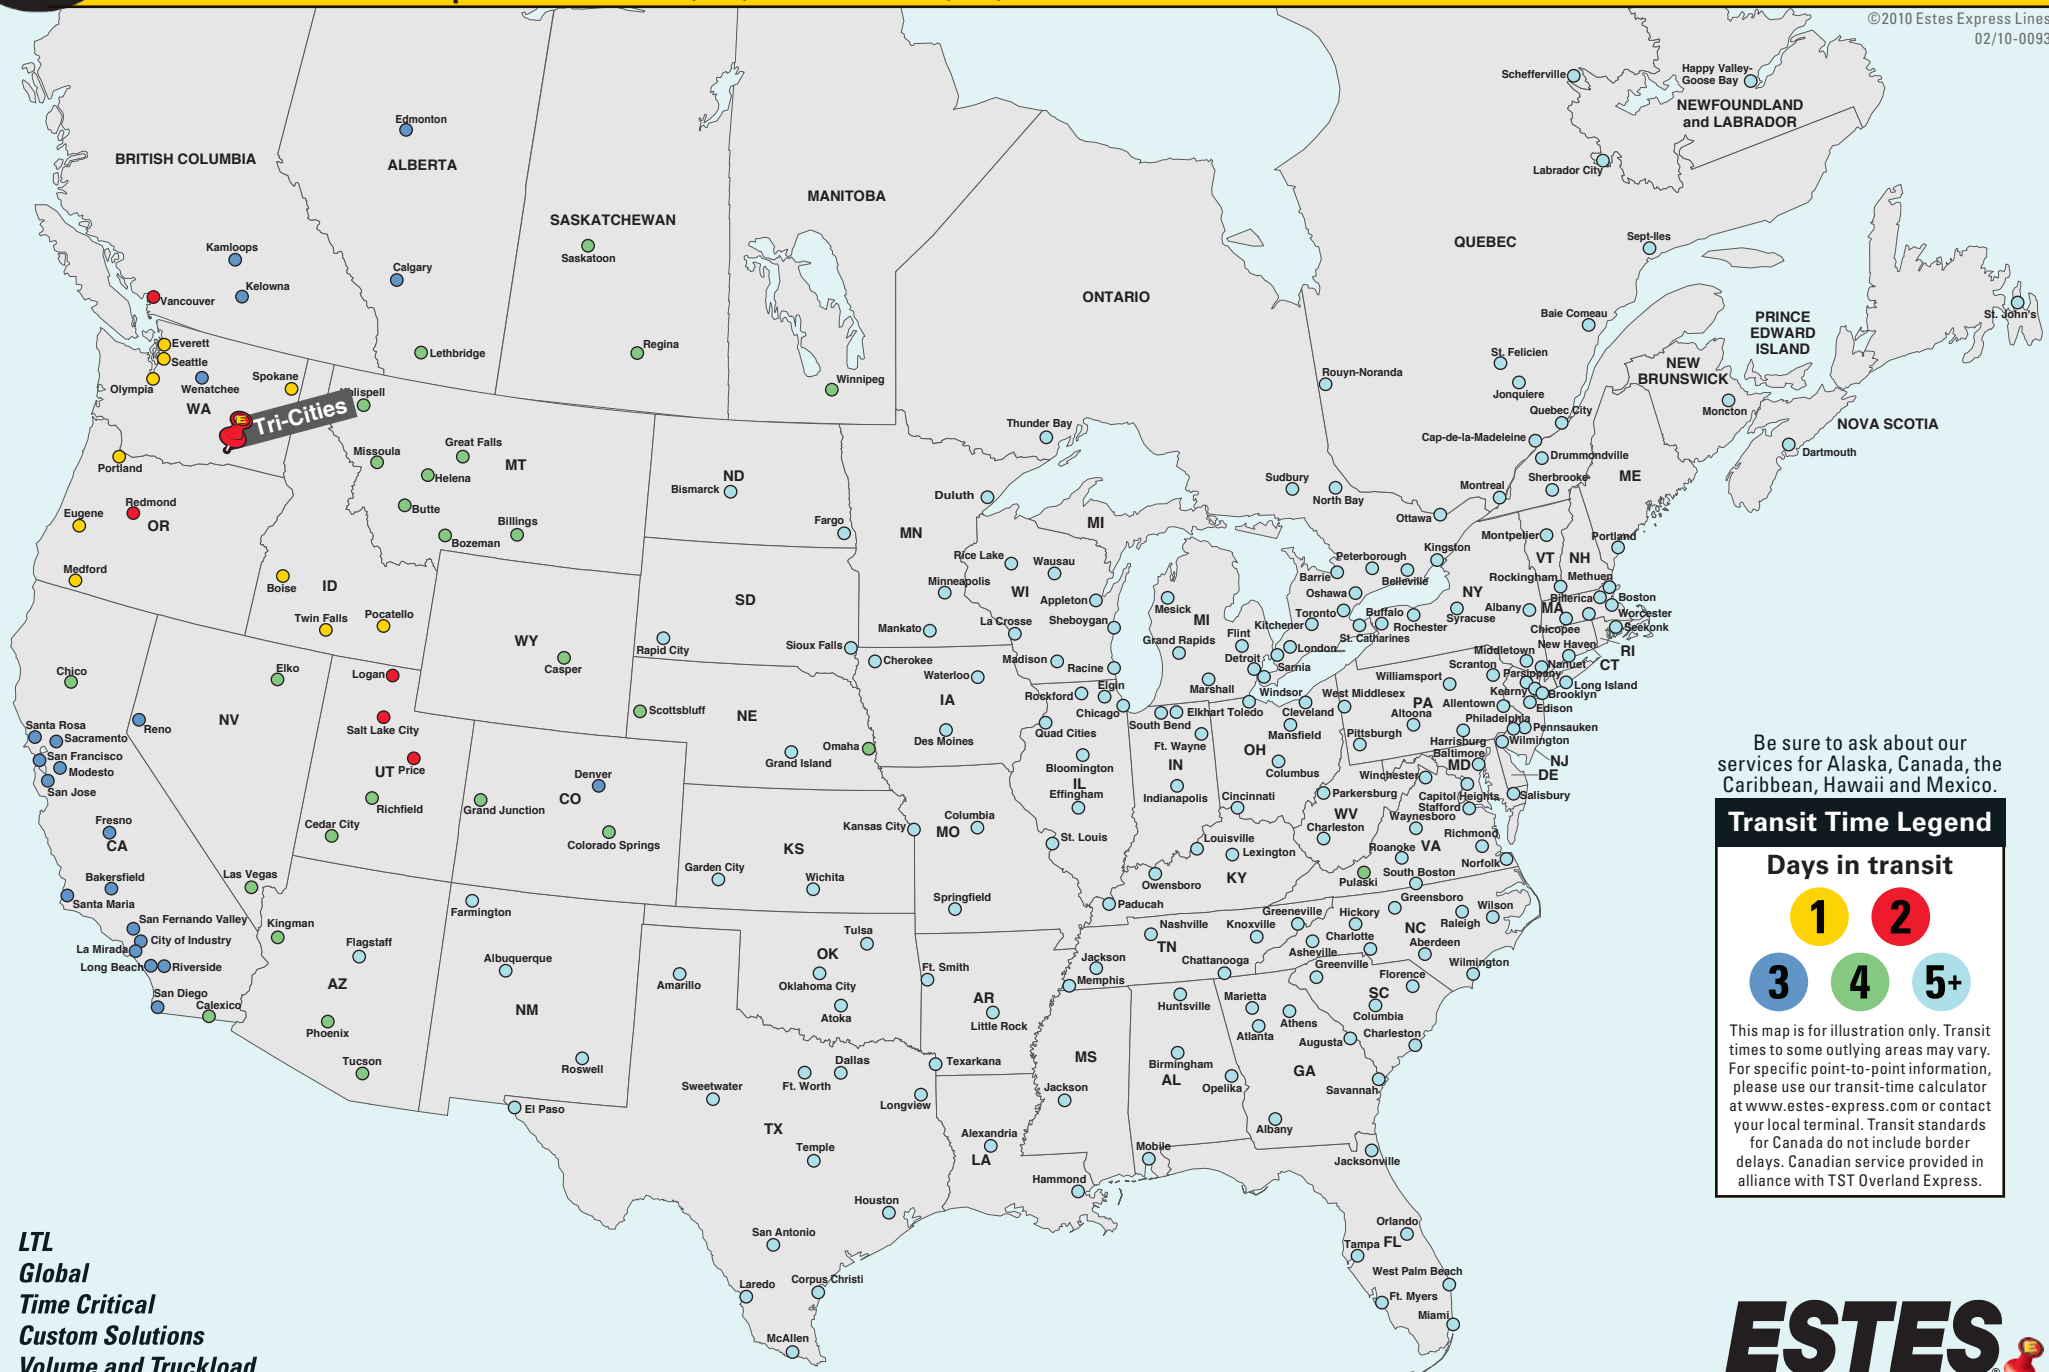 ©2010 Estes Express Lines
02/10-0093
Schefferville
Happy Valley-
Goose Bay
NEWFOUNDLAND
and LABRADOR
Labrador City
Edmonton
BRITISH COLUMBIA
ALBERTA
MANITOBA
SASKATCHEWAN
Saskatoon
QUEBEC
Sept-Iles
Kamloops
Calgary
Kelowna
Vancouver
ONTARIO
Baie Comeau
St. John's
PRINCE
EDWARD
ISLAND
Everett
Seattle
Olympia
Wenatchee
Spokane
WA
Lethbridge
Regina
Winnipeg
Rouyn-Noranda
St. Felicien
Jonquiere
NEW
BRUNSWICK
Moncton
Quebec City
NOVA SCOTIA
Dartmouth
Tri-Cities
Thunder Bay
Cap-de-la-Madeleine
Drummondville
Sherbrooke
ME
Portland
Missoula
Great Falls
MT
Helena
Butte
Billings
Bozeman
ND
Bismarck
Fargo
Duluth
Sudbury
North Bay
Montreal
Ottawa
Redmond
OR
Eugene
Medford
Boise
ID
Twin Falls
Pocatello
MN
MI
Rice Lake
Wausau
Minneapolis
WI
Appleton
Mankato
La Crosse
Sheboygan
Mesick
MI
Grand Rapids
Flint
Detroit
Marshall
Peterborough
Kingston
Barrie
Belleville
Oshawa
Toronto
Kitchener
St. Catharines
London
Sarnia
Windsor
Buffalo
Rochester
NY
Syracuse
Albany
Montpelier
VT
NH
Portland
Rockingham
Methuen
Billerica
Boston
MA
Worcester
Chicopee
Seekonk
New Haven
RI
CT
Middletown
Nanuet
Scranton
Parsippany
Long Island
Kearny
Brooklyn
Edison
Williamsport
PA
Allentown
Altoona
Philadelphia
Pennsauken
Pittsburgh
Harrisburg
Wilmington
Baltimore
MD
NJ
DE
West Middlesex
SD
Rapid City
Sioux Falls
WY
Casper
Cherokee
Waterloo
Madison
Racine
IA
Des Moines
Rockford
Elgin
Chicago
Quad Cities
South Bend
Elkhart
Toledo
Cleveland
Ft. Wayne
Mansfield
OH
Columbus
Cincinnati
IN
Indianapolis
Bloomington
IL
Effingham
Chico
Elko
Logan
Santa Rosa
Sacramento
San Francisco
Modesto
San Jose
Reno
NV
Salt Lake City
UT
Price
Richfield
Cedar City
Scottsbluff
NE
Omaha
Grand Island
Denver
CO
Grand Junction
Colorado Springs
Fresno
CA
Bakersfield
Santa Maria
Las Vegas
Kansas City
MO
Columbia
St. Louis
Springfield
KS
Garden City
Wichita
Louisville
Lexington
Owensboro
KY
Paducah
Winchester
Parkersburg
WV
Charleston
Capitol Heights
Stafford
Salisbury
Waynesboro
Richmond
Roanoke
VA
Norfolk
Pulaski
South Boston
San Fernando Valley
City of Industry
La Mirada
Long Beach
Riverside
San Diego
Calexico
Kingman
Flagstaff
AZ
Phoenix
Tucson
Farmington
Albuquerque
NM
Roswell
Amarillo
Tulsa
OK
Oklahoma City
Atoka
Ft. Smith
AR
Little Rock
Nashville
TN
Jackson
Memphis
Knoxville
Greeneville
Chattanooga
Hickory
Greensboro
Wilson
Raleigh
NC
Charlotte
Asheville
Aberdeen
Wilmington
Greenville
Florence
SC
Columbia
Charleston
Huntsville
Marietta
Athens
Atlanta
Augusta
MS
Birmingham
AL
Opelika
GA
Savannah
Jackson
Albany
El Paso
Sweetwater
Ft. Worth
Dallas
Texarkana
Longview
TX
Temple
Alexandria
LA
Hammond
Mobile
Jacksonville
Houston
San Antonio
Laredo
Corpus Christi
McAllen
Orlando
Tampa
FL
West Palm Beach
Ft. Myers
Miami
Be sure to ask about our
services for Alaska, Canada, the
Caribbean, Hawaii and Mexico.
Transit Time Legend
Days in transit
1
2
3
4
5+
This map is for illustration only. Transit
times to some outlying areas may vary.
For specific point-to-point information,
please use our transit-time calculator
at www.estes-express.com or contact
your local terminal. Transit standards
for Canada do not include border
delays. Canadian service provided in
alliance with TST Overland Express.
LTL
Global
Time Critical
Custom Solutions
Volume and Truckload
ESTES